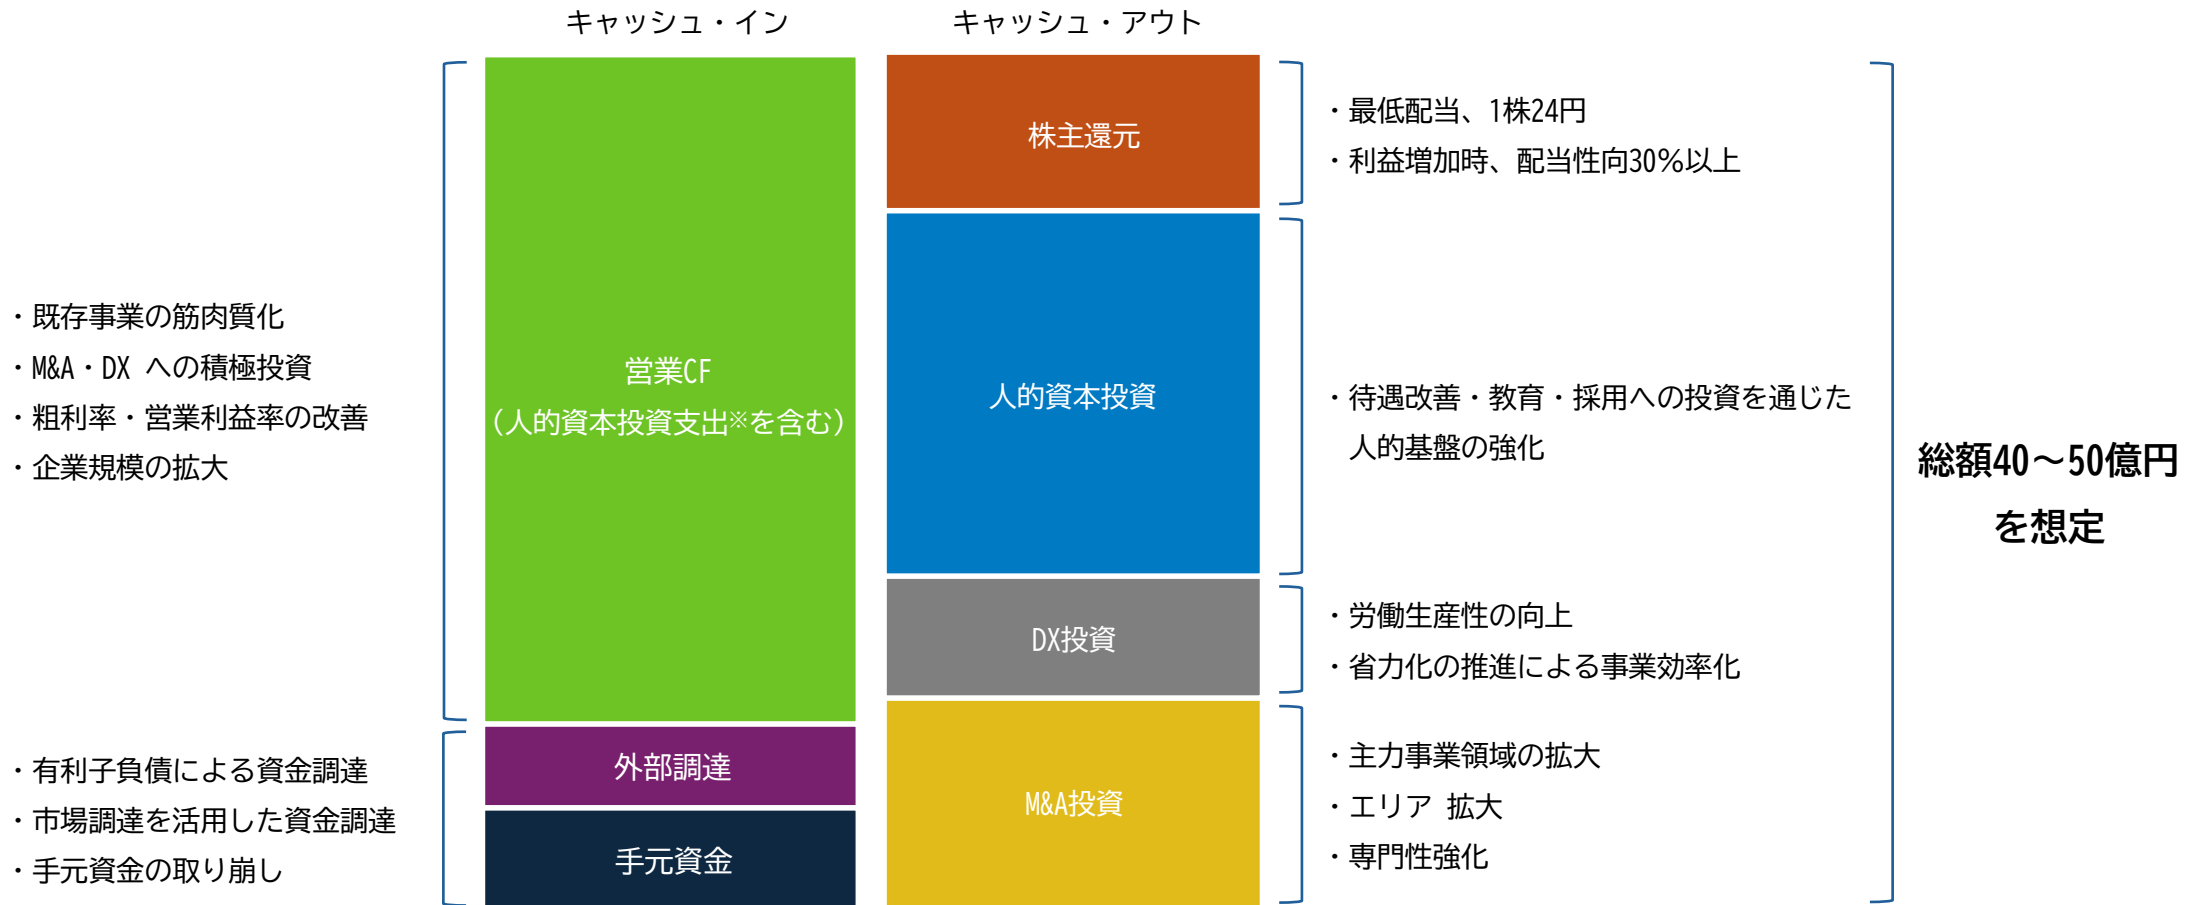 キャッシュ・イン
キャッシュ・アウト
・既存事業の筋肉質化
・M&A・DX への積極投資
・粗利率・営業利益率の改善
・企業規模の拡大
・有利子負債による資金調達
・市場調達を活用した資金調達
・手元資金の取り崩し
営業CF
(人的資本投資支出※を含む)
外部調達
手元資金
株主還元
人的資本投資
DX投資
M&A投資
・最低配当、1株24円
・利益増加時、配当性向30%以上
・待遇改善・教育・採用への投資を通じた
人的基盤の強化
・労働生産性の向上
・省力化の推進による事業効率化
・主力事業領域の拡大
・エリア 拡大
・専門性強化
総額40～50億円
を想定